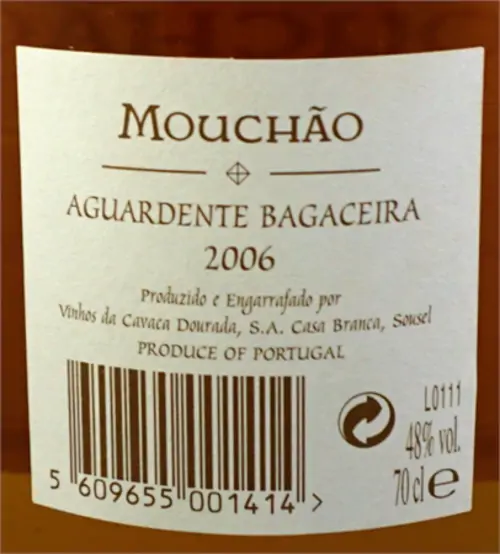 MOUCHÃO
AGUARDENTE BAGACEIRA
2006
Produzido e Engarrafado por
Vinhos da Cavaca Dourada, S.A. Casa Branca, Sousel
PRODUCE OF PORTUGAL
L0111
48% vol.
70 cl e
5 609655 001414 >